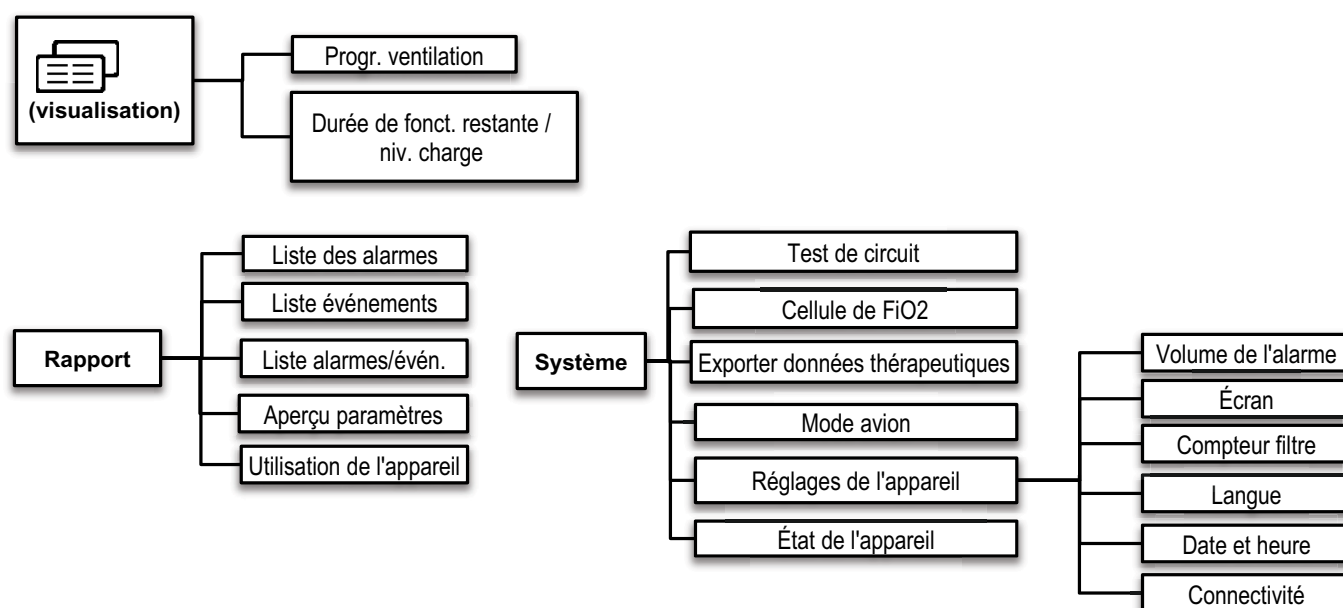 (visualisation)
Progr. ventilation
Durée de fonct. restante /
niv. charge
Rapport
Liste des alarmes
Liste événements
Liste alarmes/évén.
Aperçu paramètres
Utilisation de l'appareil
Système
Test de circuit
Cellule de FiO2
Exporter données thérapeutiques
Mode avion
Réglages de l'appareil
État de l'appareil
Volume de l'alarme
Écran
Compteur filtre
Langue
Date et heure
Connectivité